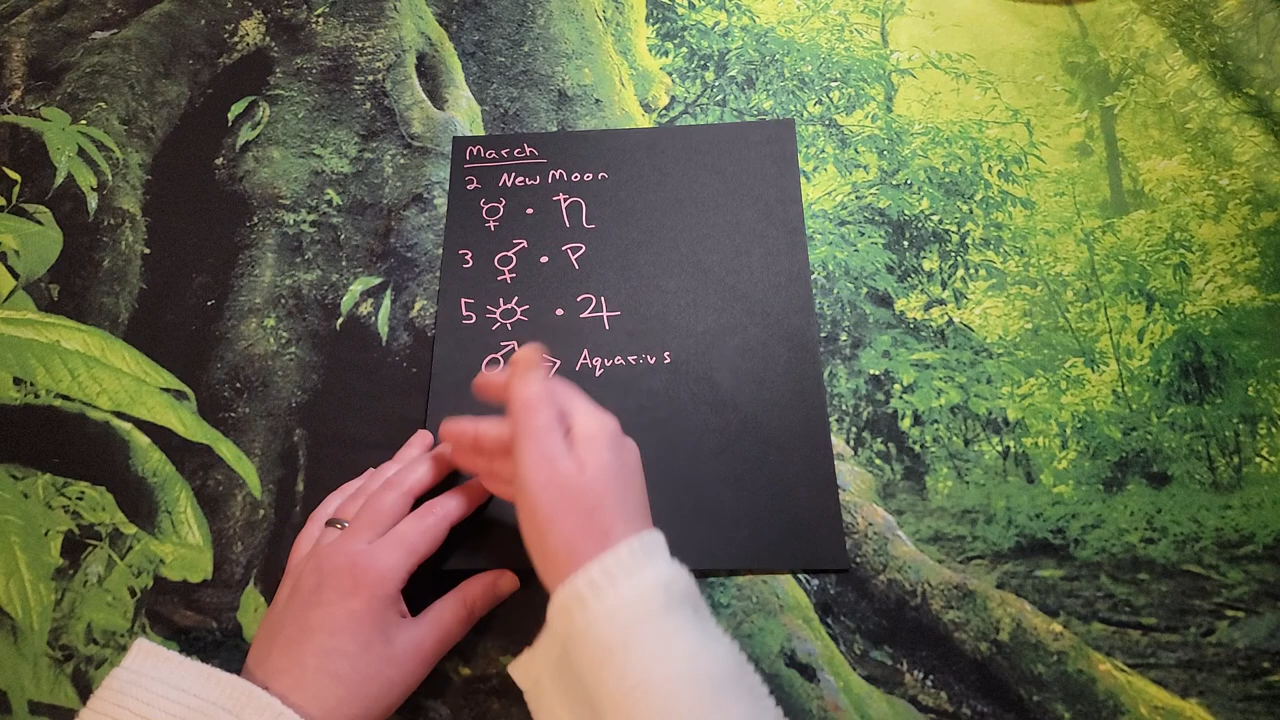 March
2 New Moon
☿ · ♄
3 ⚦ · P
5 ☼ · ♃
♂ > Aquarius